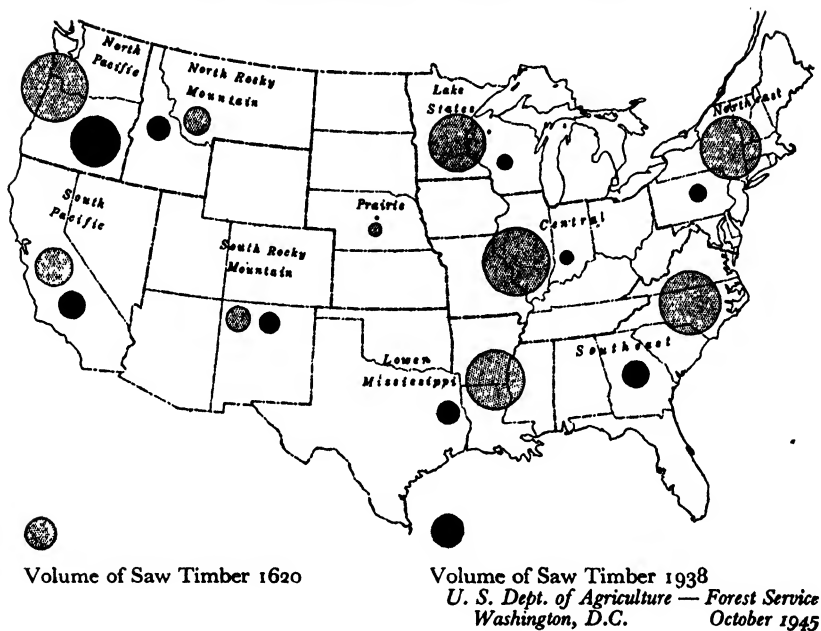 North
Pacific
North Rocky
Mountain
Lake
States
Northeast
South
Pacific
Prairie
Central
South Rocky
Mountain
Southeast
Lower
Mississippi
Volume of Saw Timber 1620
Volume of Saw Timber 1938
U. S. Dept. of Agriculture — Forest Service
Washington, D.C. October 1945